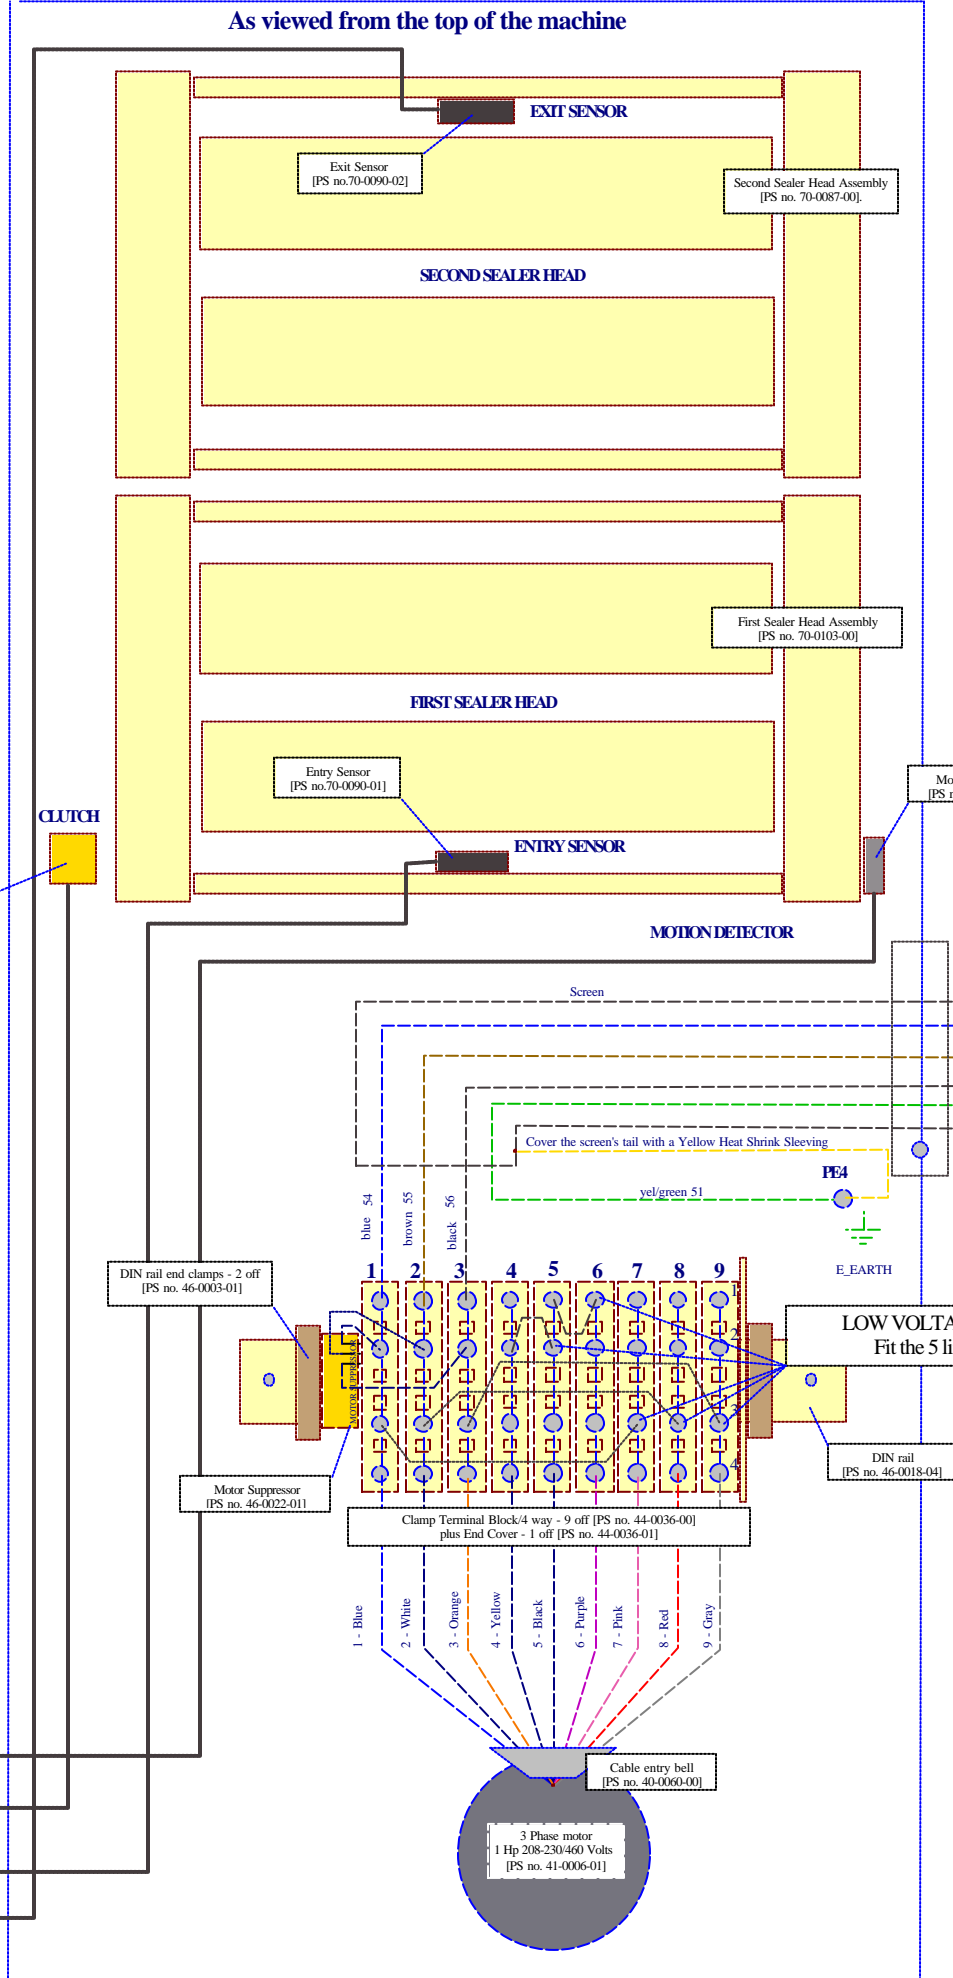 As viewed from the top of the machine
EXIT SENSOR
Exit Sensor
[PS no.70-0090-02]
Second Sealer Head Assembly
[PS no. 70-0087-00].
SECOND SEALER HEAD
First Sealer Head Assembly
[PS no. 70-0103-00]
FIRST SEALER HEAD
Entry Sensor
[PS no.70-0090-01]
Mo
[PS n
CLUTCH
ENTRY SENSOR
MOTION DETECTOR
Screen
Cover the screen's tail with a Yellow Heat Shrink Sleeving
PE4
yel/green 51
blue 54
brown 55
black 56
E_EARTH
DIN rail end clamps - 2 off
[PS no. 46-0003-01]
1 2 3 4 5 6 7 8 9
1
2
3
4
MOTOR SUPPRESSOR
LOW VOLTA
Fit the 5 li
DIN rail
[PS no. 46-0018-04]
Motor Suppressor
[PS no. 46-0022-01]
Clamp Terminal Block/4 way - 9 off [PS no. 44-0036-00]
plus End Cover - 1 off [PS no. 44-0036-01]
1 - Blue
2 - White
3 - Orange
4 - Yellow
5 - Black
6 - Purple
7 - Pink
8 - Red
9 - Gray
Cable entry bell
[PS no. 40-0060-00]
3 Phase motor
1 Hp 208-230/460 Volts
[PS no. 41-0006-01]